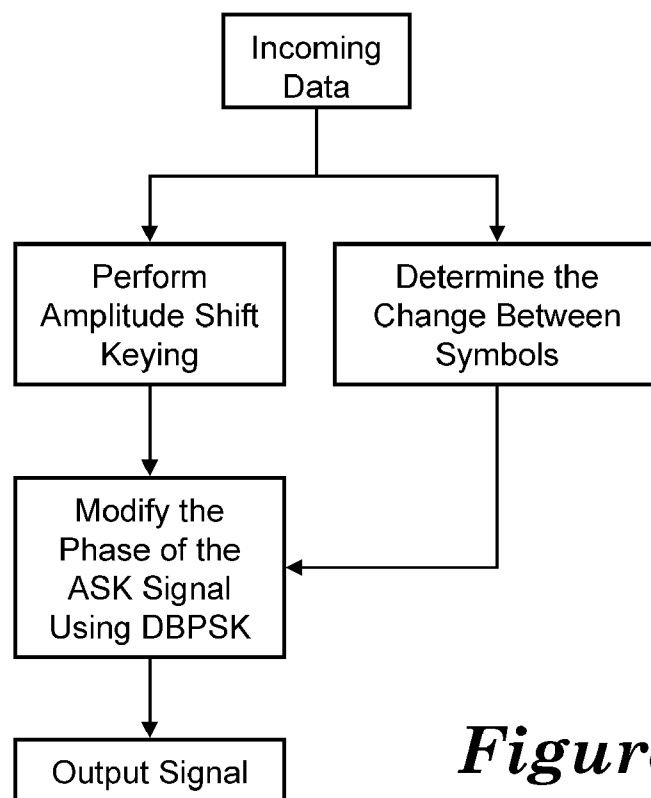 Incoming
Data
Perform
Amplitude Shift
Keying
Determine the
Change Between
Symbols
Modify the
Phase of the
ASK Signal
Using DBPSK
Output Signal
Figure